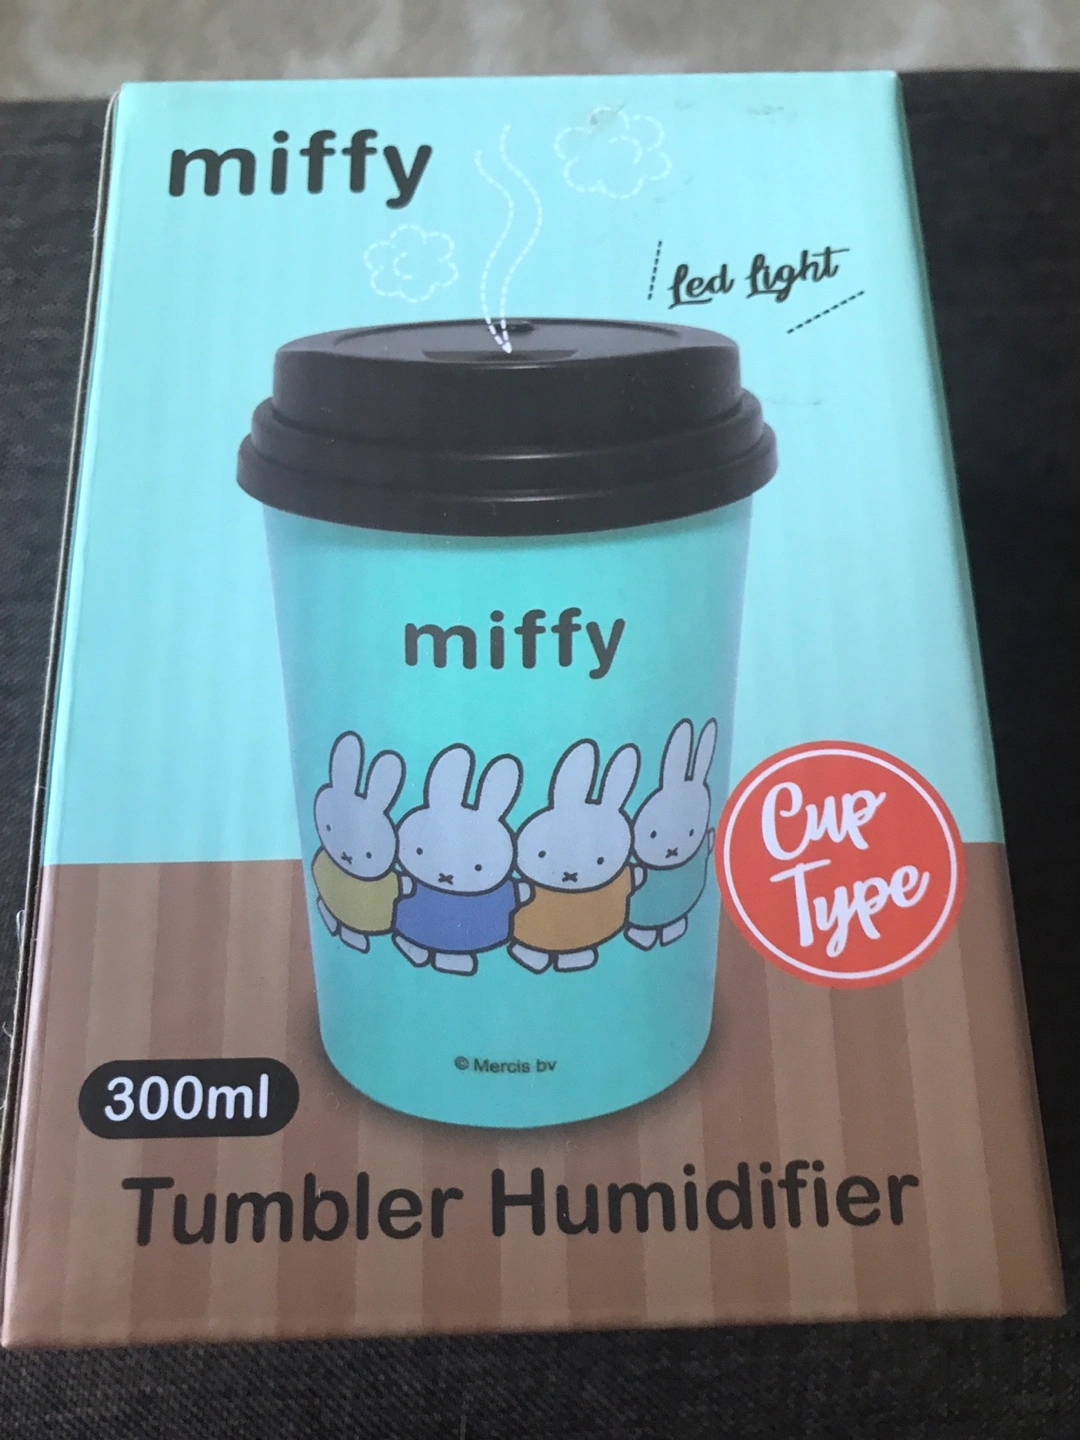 miffy
Led Light
miffy
Cup
Type
© Mercis bv
300ml
Tumbler Humidifier